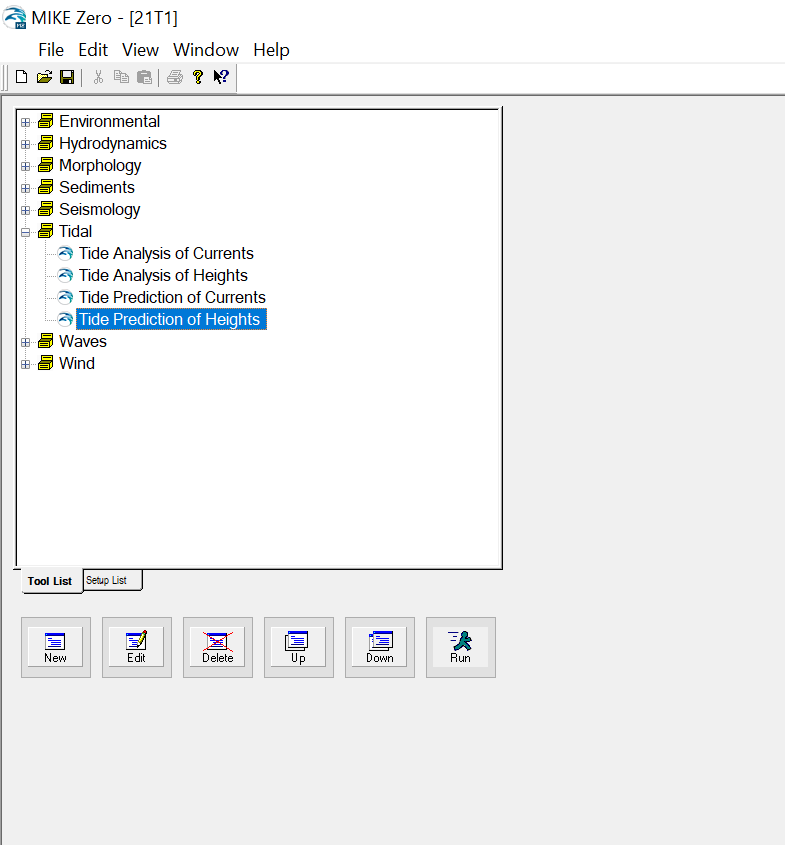 MIKE Zero - [21T1]
File Edit View Window Help
Environmental
Hydrodynamics
Morphology
Sediments
Seismology
Tidal
Tide Analysis of Currents
Tide Analysis of Heights
Tide Prediction of Currents
Tide Prediction of Heights
Waves
Wind
Tool List Setup List
New Edit Delete Up Down Run